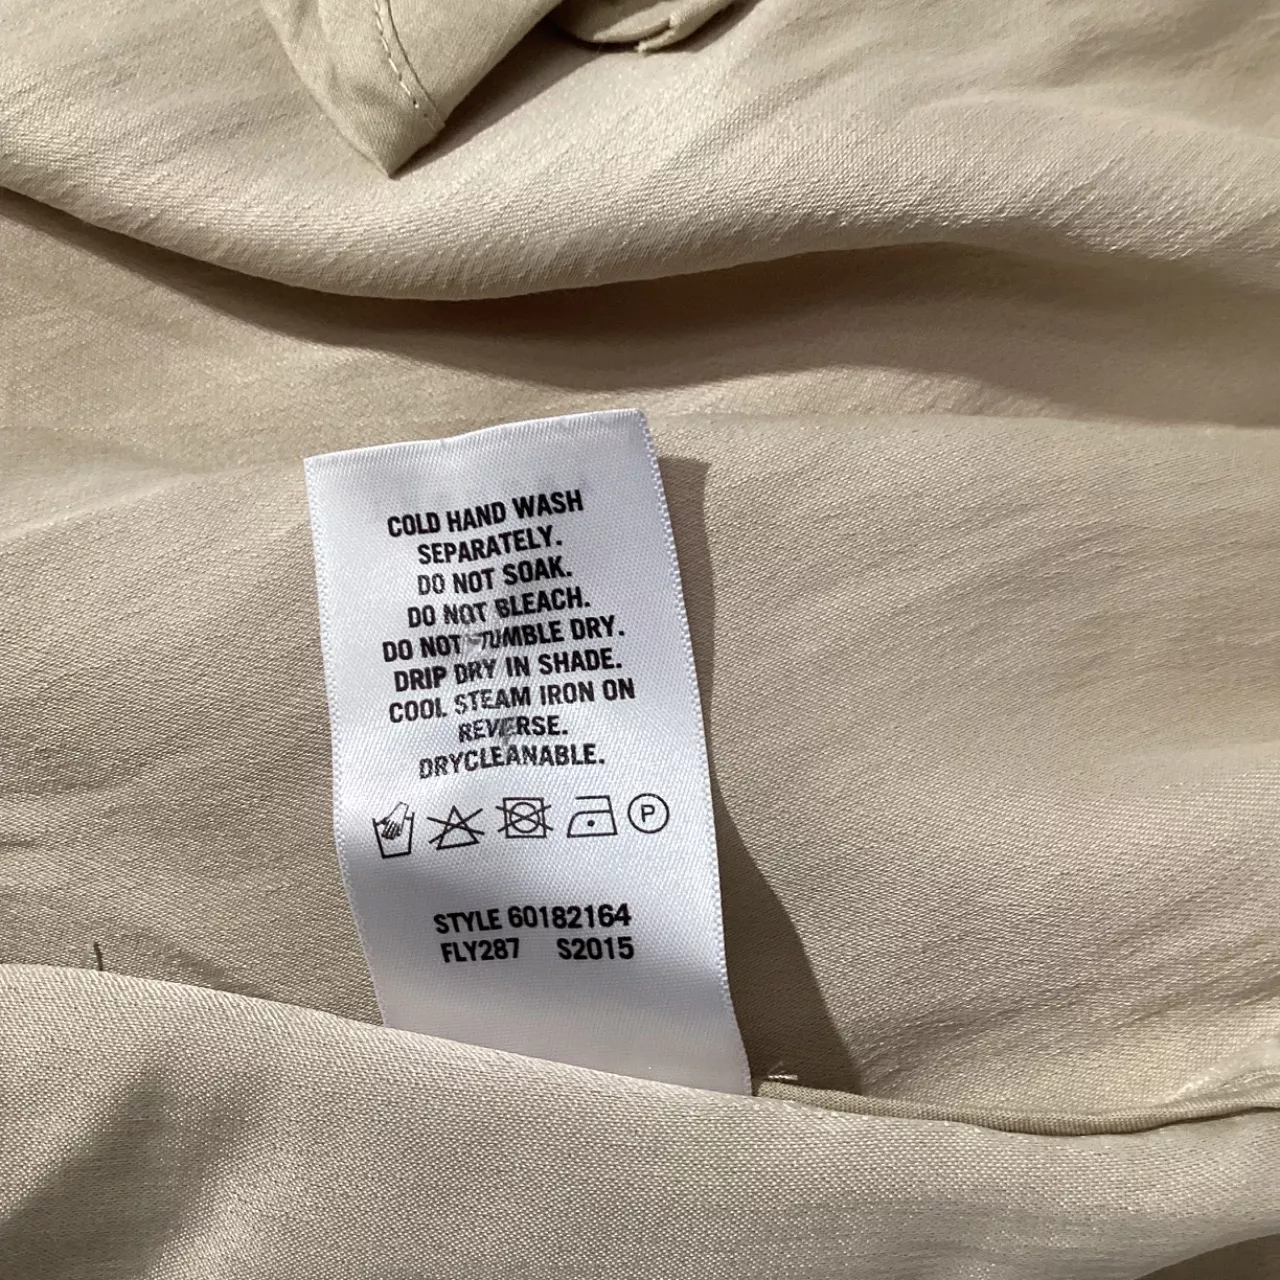 COLD HAND WASH
SEPARATELY.
DO NOT SOAK.
DO NOT BLEACH.
DO NOT TUMBLE DRY.
DRIP DRY IN SHADE.
COOL STEAM IRON ON
REVERSE.
DRYCLEANABLE.
P
STYLE 60182164
FLY287 S2015